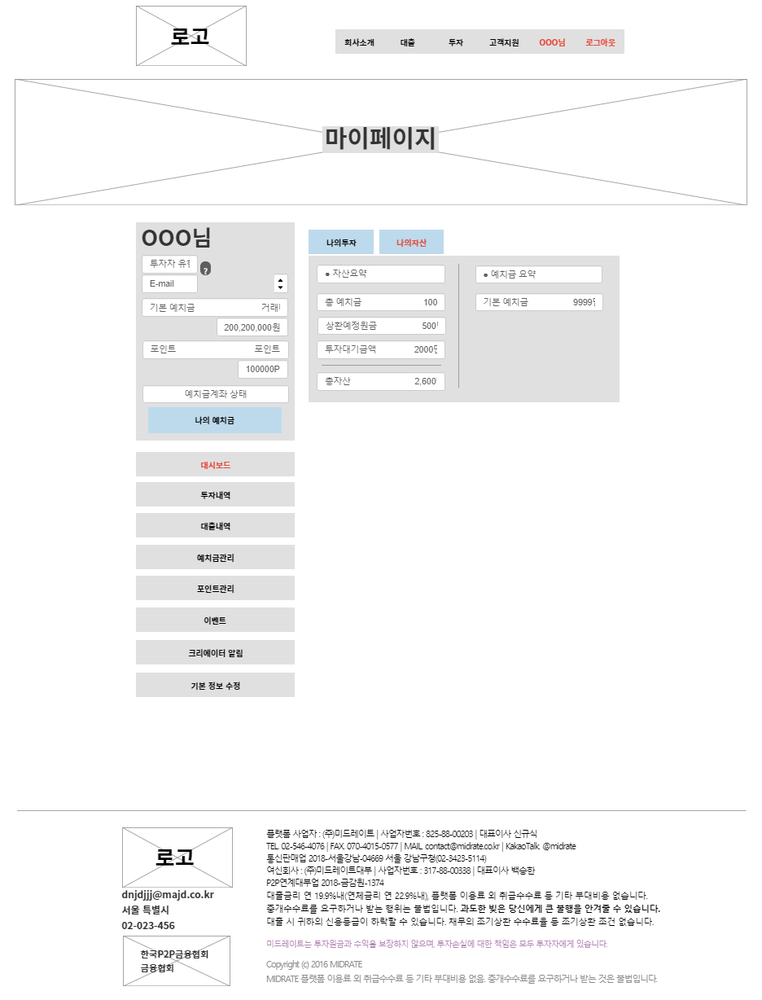 로고
회사소개 대출 투자 고객지원 OOO님 로그아웃
마이페이지
OOO님
투자자 유형
?
E-mail
기본 예치금 거래
200,200,000원
포인트 포인트
100000P
예치금계좌 상태
나의 예치금
대시보드
투자내역
대출내역
예치금관리
포인트관리
이벤트
크리에이터 알림
기본 정보 수정
나의투자 나의자산
● 자산요약
총 예치금 100
상환예정원금 500
투자대기금액 2000만
총자산 2,600
● 예치금 요약
기본 예치금 9999
로고
dnjdjjj@majd.co.kr
서울 특별시
02-023-456
한국P2P금융협회
금융협회
플랫폼 사업자 : (주)미드레이트 | 사업자번호 : 825-88-00203 | 대표이사 신규식
TEL. 02-546-4076 | FAX. 070-4015-0577 | MAIL. contact@midrate.co.kr | KakaoTalk. @midrate
통신판매업 2018-서울강남-04669 서울 강남구청(02-3423-5114)
여신회사 : (주)미드레이트대부 | 사업자번호 : 317-88-00338 | 대표이사 백승한
P2P연계대부업 2018-금감원-1374
대출금리 연 19.9%내(연체금리 연 22.9%내), 플랫폼 이용료 외 취급수수료 등 기타 부대비용 없습니다.
중개수수료를 요구하거나 받는 행위는 불법입니다. 과도한 빚은 당신에게 큰 불행을 안겨줄 수 있습니다.
대출 시 귀하의 신용등급이 하락할 수 있습니다. 채무의 조기상환 수수료율 등 조기상환 조건 없습니다.
미드레이트는 투자원금과 수익을 보장하지 않으며, 투자손실에 대한 책임은 모두 투자자에게 있습니다.
Copyright (c) 2016 MIDRATE
MIDRATE 플랫폼 이용료 외 취급수수료 등 기타 부대비용 없음. 중개수수료를 요구하거나 받는 것은 불법입니다.